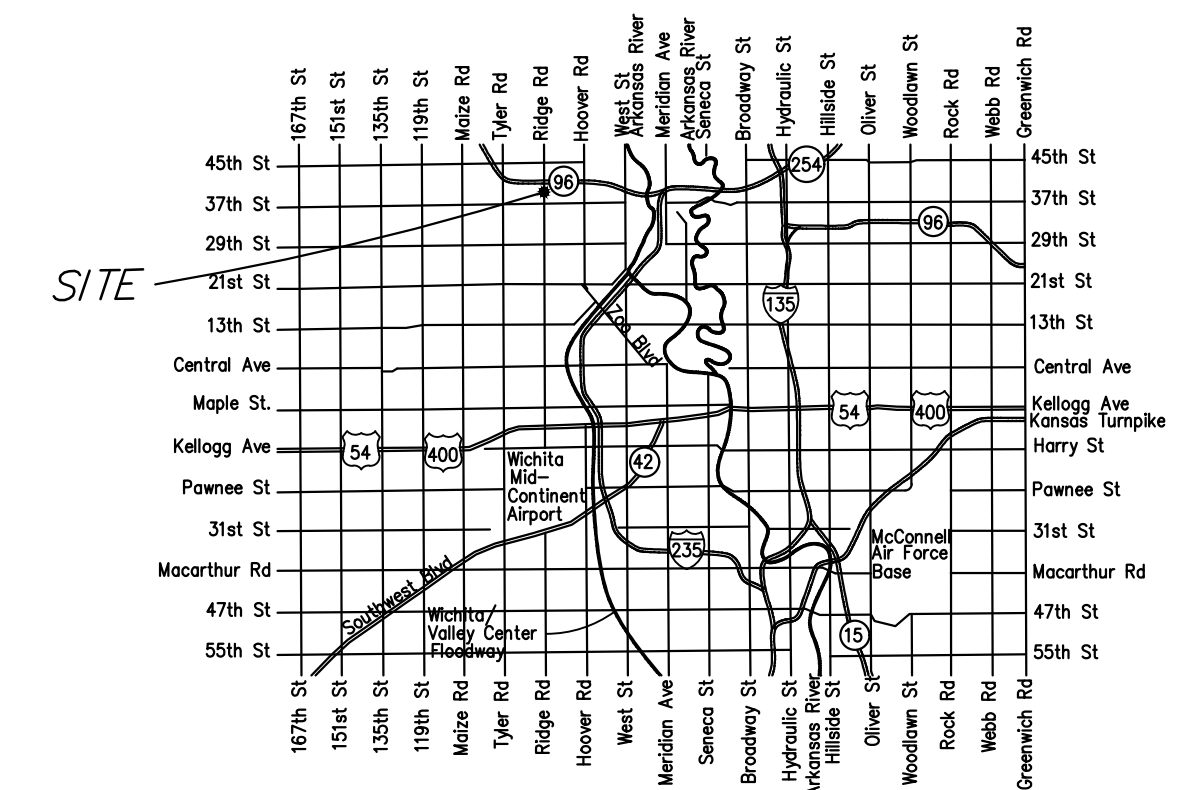 167th St
151st St
135th St
119th St
Maize Rd
Tyler Rd
Ridge Rd
Hoover Rd
West St
Arkansas River
Meridian Ave
Arkansas River
Seneca St
Broadway St
Hydraulic St
Hillside St
Oliver St
Woodlawn St
Rock Rd
Webb Rd
Greenwich Rd
45th St
37th St
29th St
21st St
13th St
Central Ave
Maple St.
Kellogg Ave
Pawnee St
31st St
Macarthur Rd
47th St
55th St
SITE
96
254
96
135
Zoo Blvd
54
400
54
400
42
Wichita
Mid-
Continent
Airport
235
McConnell
Air Force
Base
Southwest Blvd
Wichita/
Valley Center
Floodway
15
45th St
37th St
29th St
21st St
13th St
Central Ave
Kellogg Ave
Kansas Turnpike
Harry St
Pawnee St
31st St
Macarthur Rd
47th St
55th St
167th St
151st St
135th St
119th St
Maize Rd
Tyler Rd
Ridge Rd
Hoover Rd
West St
Meridian Ave
Seneca St
Broadway St
Hydraulic St
Arkansas River
Hillside St
Oliver St
Woodlawn St
Rock Rd
Webb Rd
Greenwich Rd